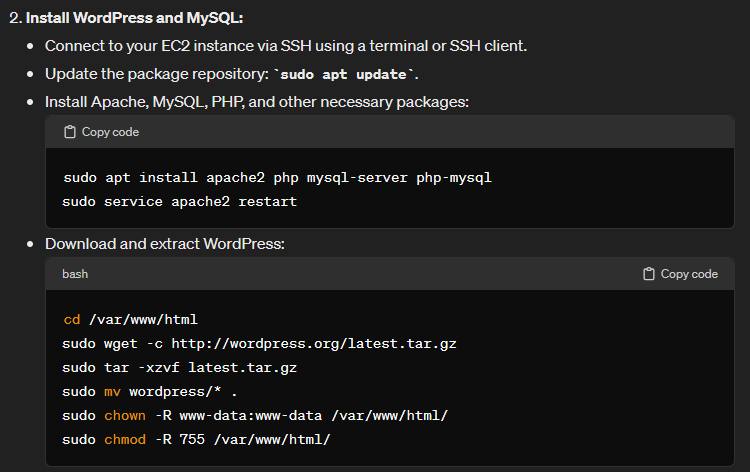 2. Install WordPress and MySQL:
• Connect to your EC2 instance via SSH using a terminal or SSH client.
• Update the package repository: `sudo apt update`.
• Install Apache, MySQL, PHP, and other necessary packages:
Copy code
sudo apt install apache2 php mysql-server php-mysql
sudo service apache2 restart
• Download and extract WordPress:
bash Copy code
cd /var/www/html
sudo wget -c http://wordpress.org/latest.tar.gz
sudo tar -xzvf latest.tar.gz
sudo mv wordpress/* .
sudo chown -R www-data:www-data /var/www/html/
sudo chmod -R 755 /var/www/html/